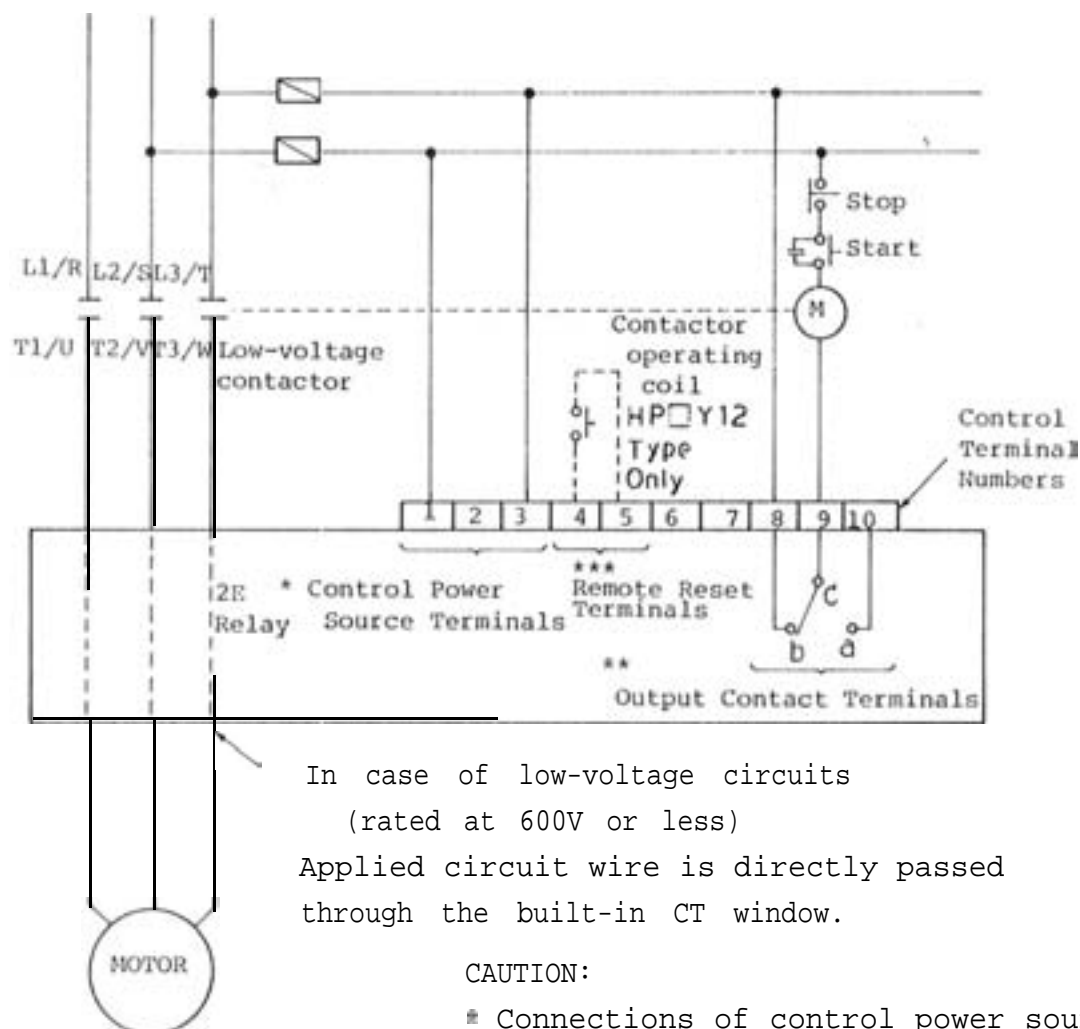 Stop
Start
L1/R L2/S L3/T
M
T1/U T2/V T3/W Low-voltage
contactor
Contactor
operating
coil
HP□Y12
Type
Only
Control
Terminal
Numbers
1 2 3 4 5 6 7 8 9 10
2E
Relay
* Control Power
Source Terminals
***
Remote Reset
Terminals
c
b a
**
Output Contact Terminals
In case of low-voltage circuits
(rated at 600V or less)
Applied circuit wire is directly passed
through the built-in CT window.
MOTOR
CAUTION:
* Connections of control power sou